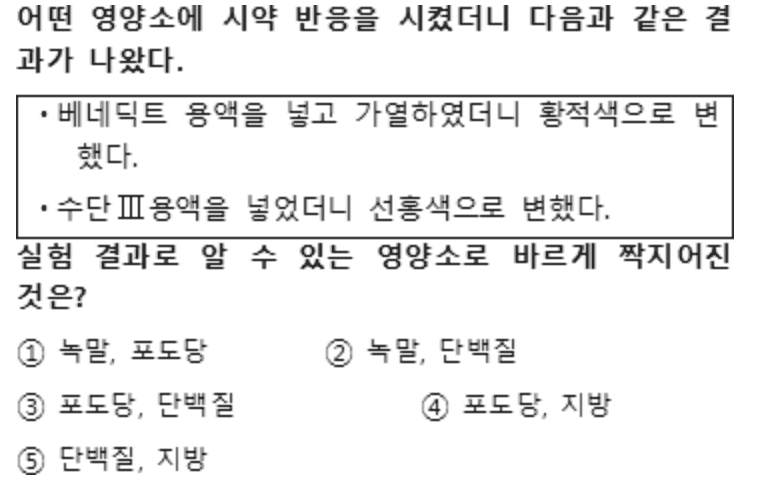 어떤 영양소에 시약 반응을 시켰더니 다음과 같은 결
과가 나왔다.
•베네딕트 용액을 넣고 가열하였더니 황적색으로 변
했다.
•수단Ⅲ용액을 넣었더니 선홍색으로 변했다.
실험 결과로 알 수 있는 영양소로 바르게 짝지어진
것은?
① 녹말, 포도당 ② 녹말, 단백질
③ 포도당, 단백질 ④ 포도당, 지방
⑤ 단백질, 지방